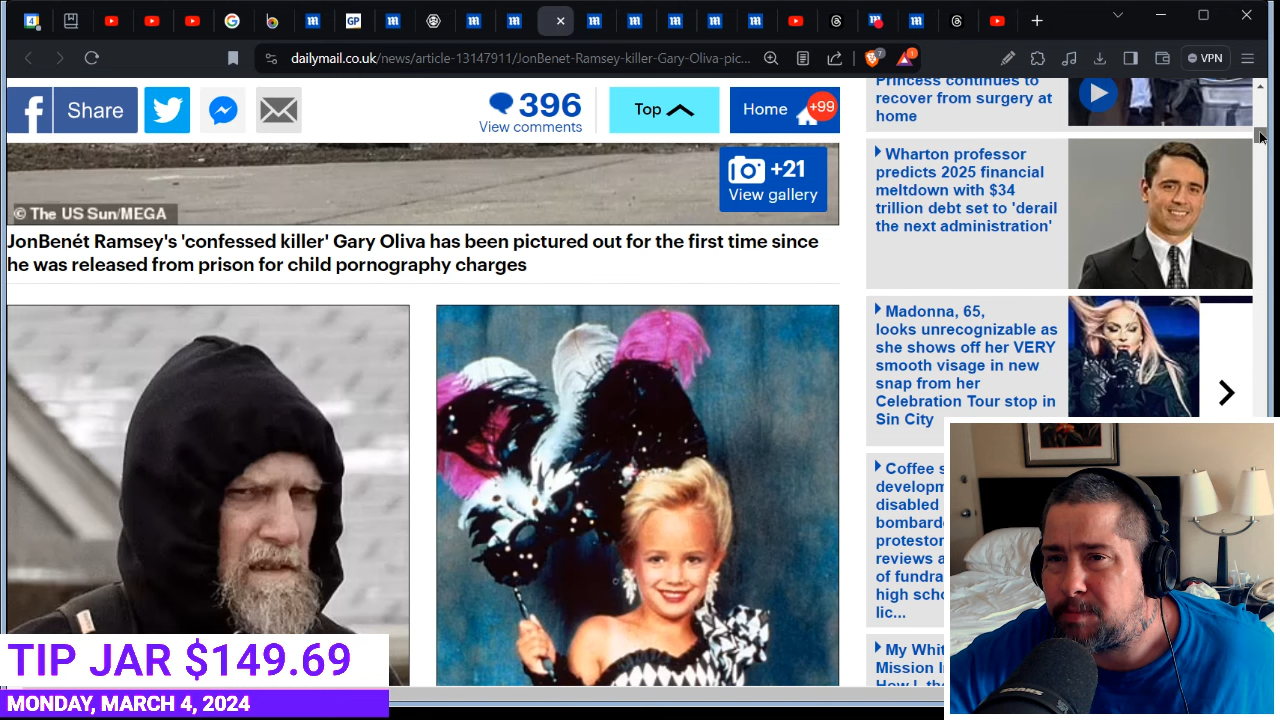 dailymail.co.uk/news/article-13147911/JonBenet-Ramsey-killer-Gary-Oliva-pic...
7
1
VPN
f Share
396
View comments
Top
Home
+99
+21
View gallery
© The US Sun/MEGA
JonBenét Ramsey's 'confessed killer' Gary Oliva has been pictured out for the first time since
he was released from prison for child pornography charges
Princess continues to
recover from surgery at
home
Wharton professor
predicts 2025 financial
meltdown with $34
trillion debt set to 'derail
the next administration'
Madonna, 65,
looks unrecognizable as
she shows off her VERY
smooth visage in new
snap from her
Celebration Tour stop in
Sin City
Coffee s
developm
disabled
bombarde
protestor
reviews a
of fundra
high scho
lic...
My Whit
Mission I
TIP JAR $149.69
MONDAY, MARCH 4, 2024